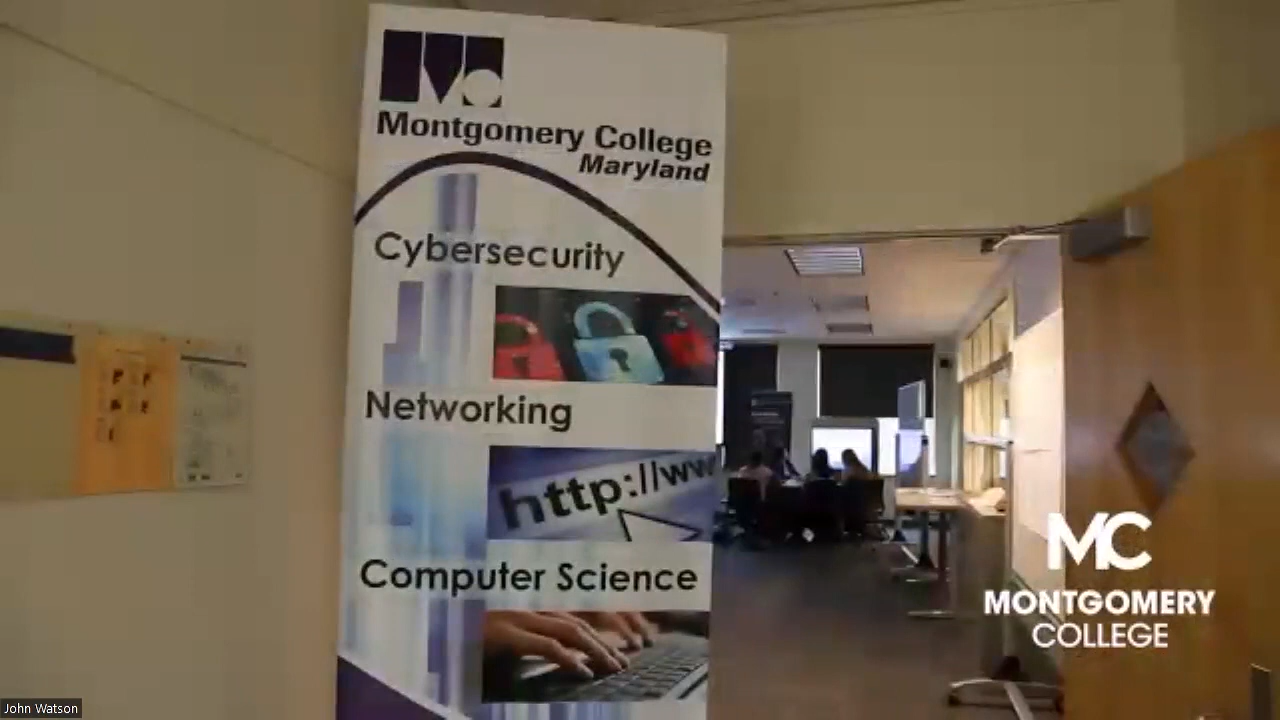 Montgomery College
Maryland
Cybersecurity
Networking
http://ww
Computer Science
MC
MONTGOMERY
COLLEGE
John Watson